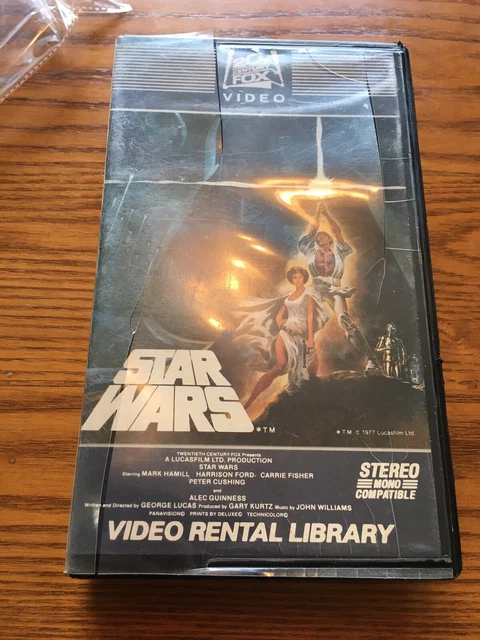 20th
CENTURY
FOX
VIDEO
STAR
WARS
*TM
*TM © 1977 Lucasfilm Ltd.
TWENTIETH CENTURY-FOX Presents
A LUCASFILM LTD. PRODUCTION
STAR WARS
Starring MARK HAMILL HARRISON FORD· CARRIE FISHER
PETER CUSHING
and
ALEC GUINNESS
Written and Directed by GEORGE LUCAS Produced by GARY KURTZ Music by JOHN WILLIAMS
PANAVISION® PRINTS BY DELUXE® TECHNICOLOR®
STEREO
MONO
COMPATIBLE
VIDEO RENTAL LIBRARY